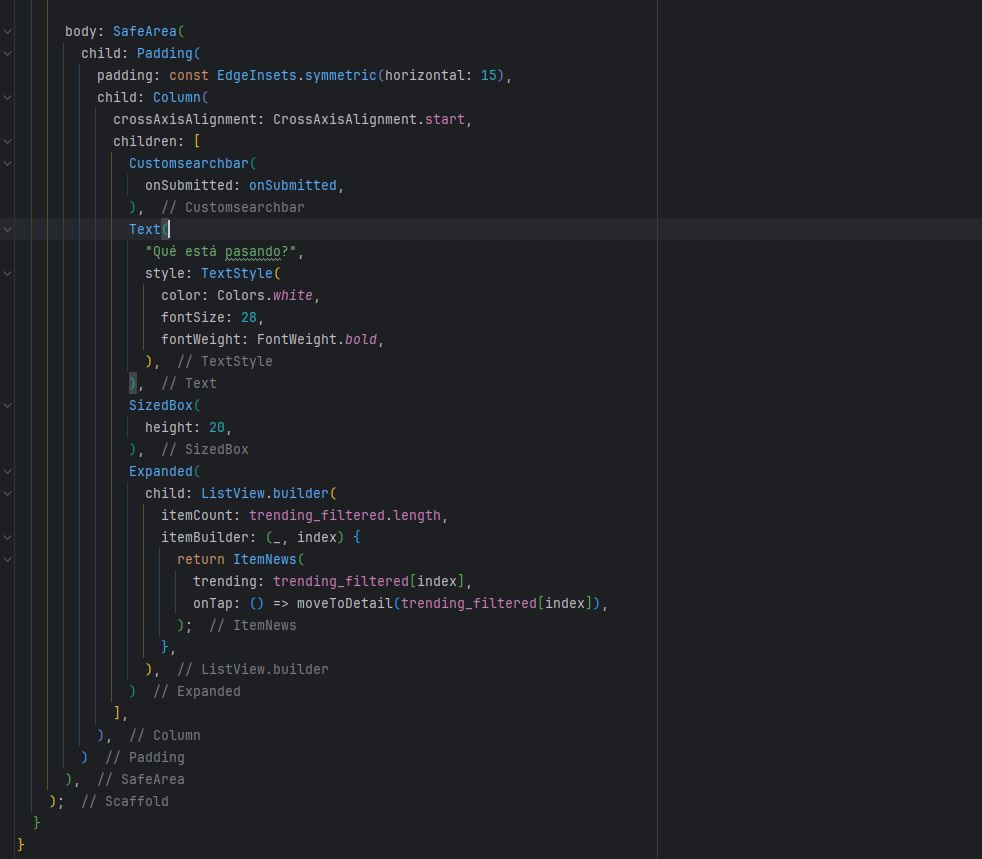 body: SafeArea(
child: Padding(
padding: const EdgeInsets.symmetric(horizontal: 15),
child: Column(
crossAxisAlignment: CrossAxisAlignment.start,
children: [
Customsearchbar(
onSubmitted: onSubmitted,
), // Customsearchbar
Text(
"Qué está pasando?",
style: TextStyle(
color: Colors.white,
fontSize: 28,
fontWeight: FontWeight.bold,
), // TextStyle
), // Text
SizedBox(
height: 20,
), // SizedBox
Expanded(
child: ListView.builder(
itemCount: trending_filtered.length,
itemBuilder: (_, index) {
return ItemNews(
trending: trending_filtered[index],
onTap: () => moveToDetail(trending_filtered[index]),
); // ItemNews
},
), // ListView.builder
) // Expanded
],
), // Column
) // Padding
), // SafeArea
); // Scaffold
}
}